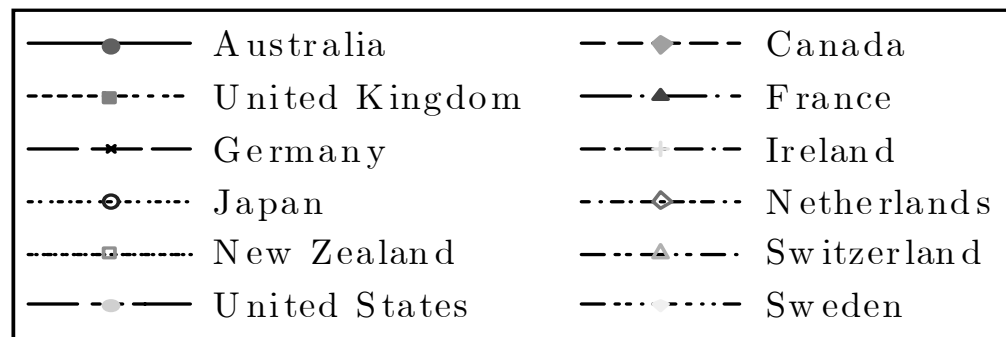 Australia Canada
United Kingdom France
Germany Ireland
Japan Netherlands
New Zealand Switzerland
United States Sweden